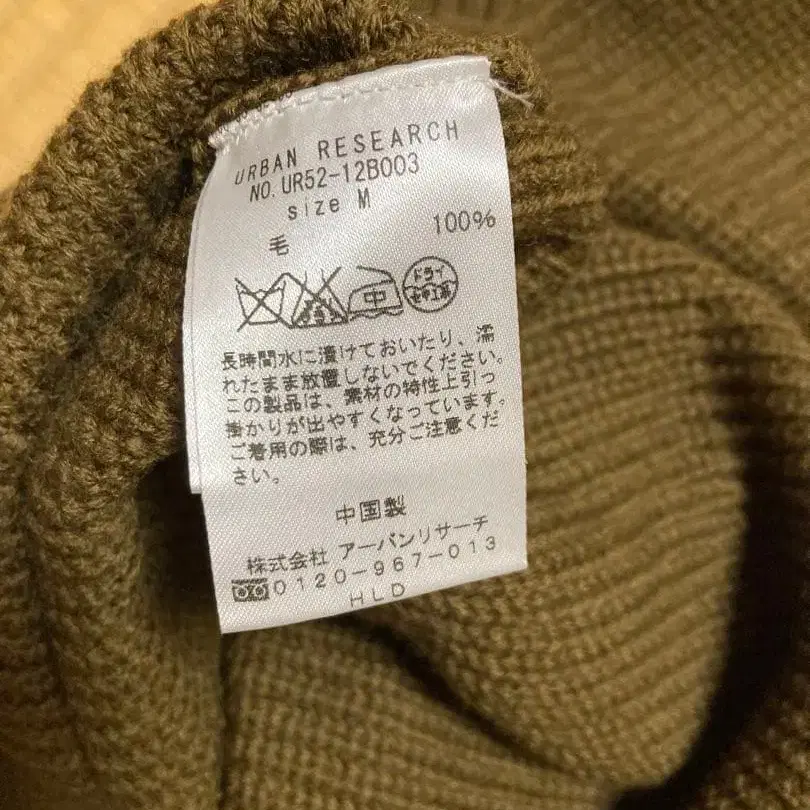 URBAN RESEARCH
NO. UR52-12B003
size M
毛 100%
中 ドライ
セキユ系
長時間水に漬けておいたり、濡
れたまま放置しないでください。
この製品は、素材の特性上引っ
掛かりが出やすくなっています。
ご着用の際は、充分ご注意くだ
さい。
中国製
株式会社 アーバンリサーチ
0120-967-013
HLD